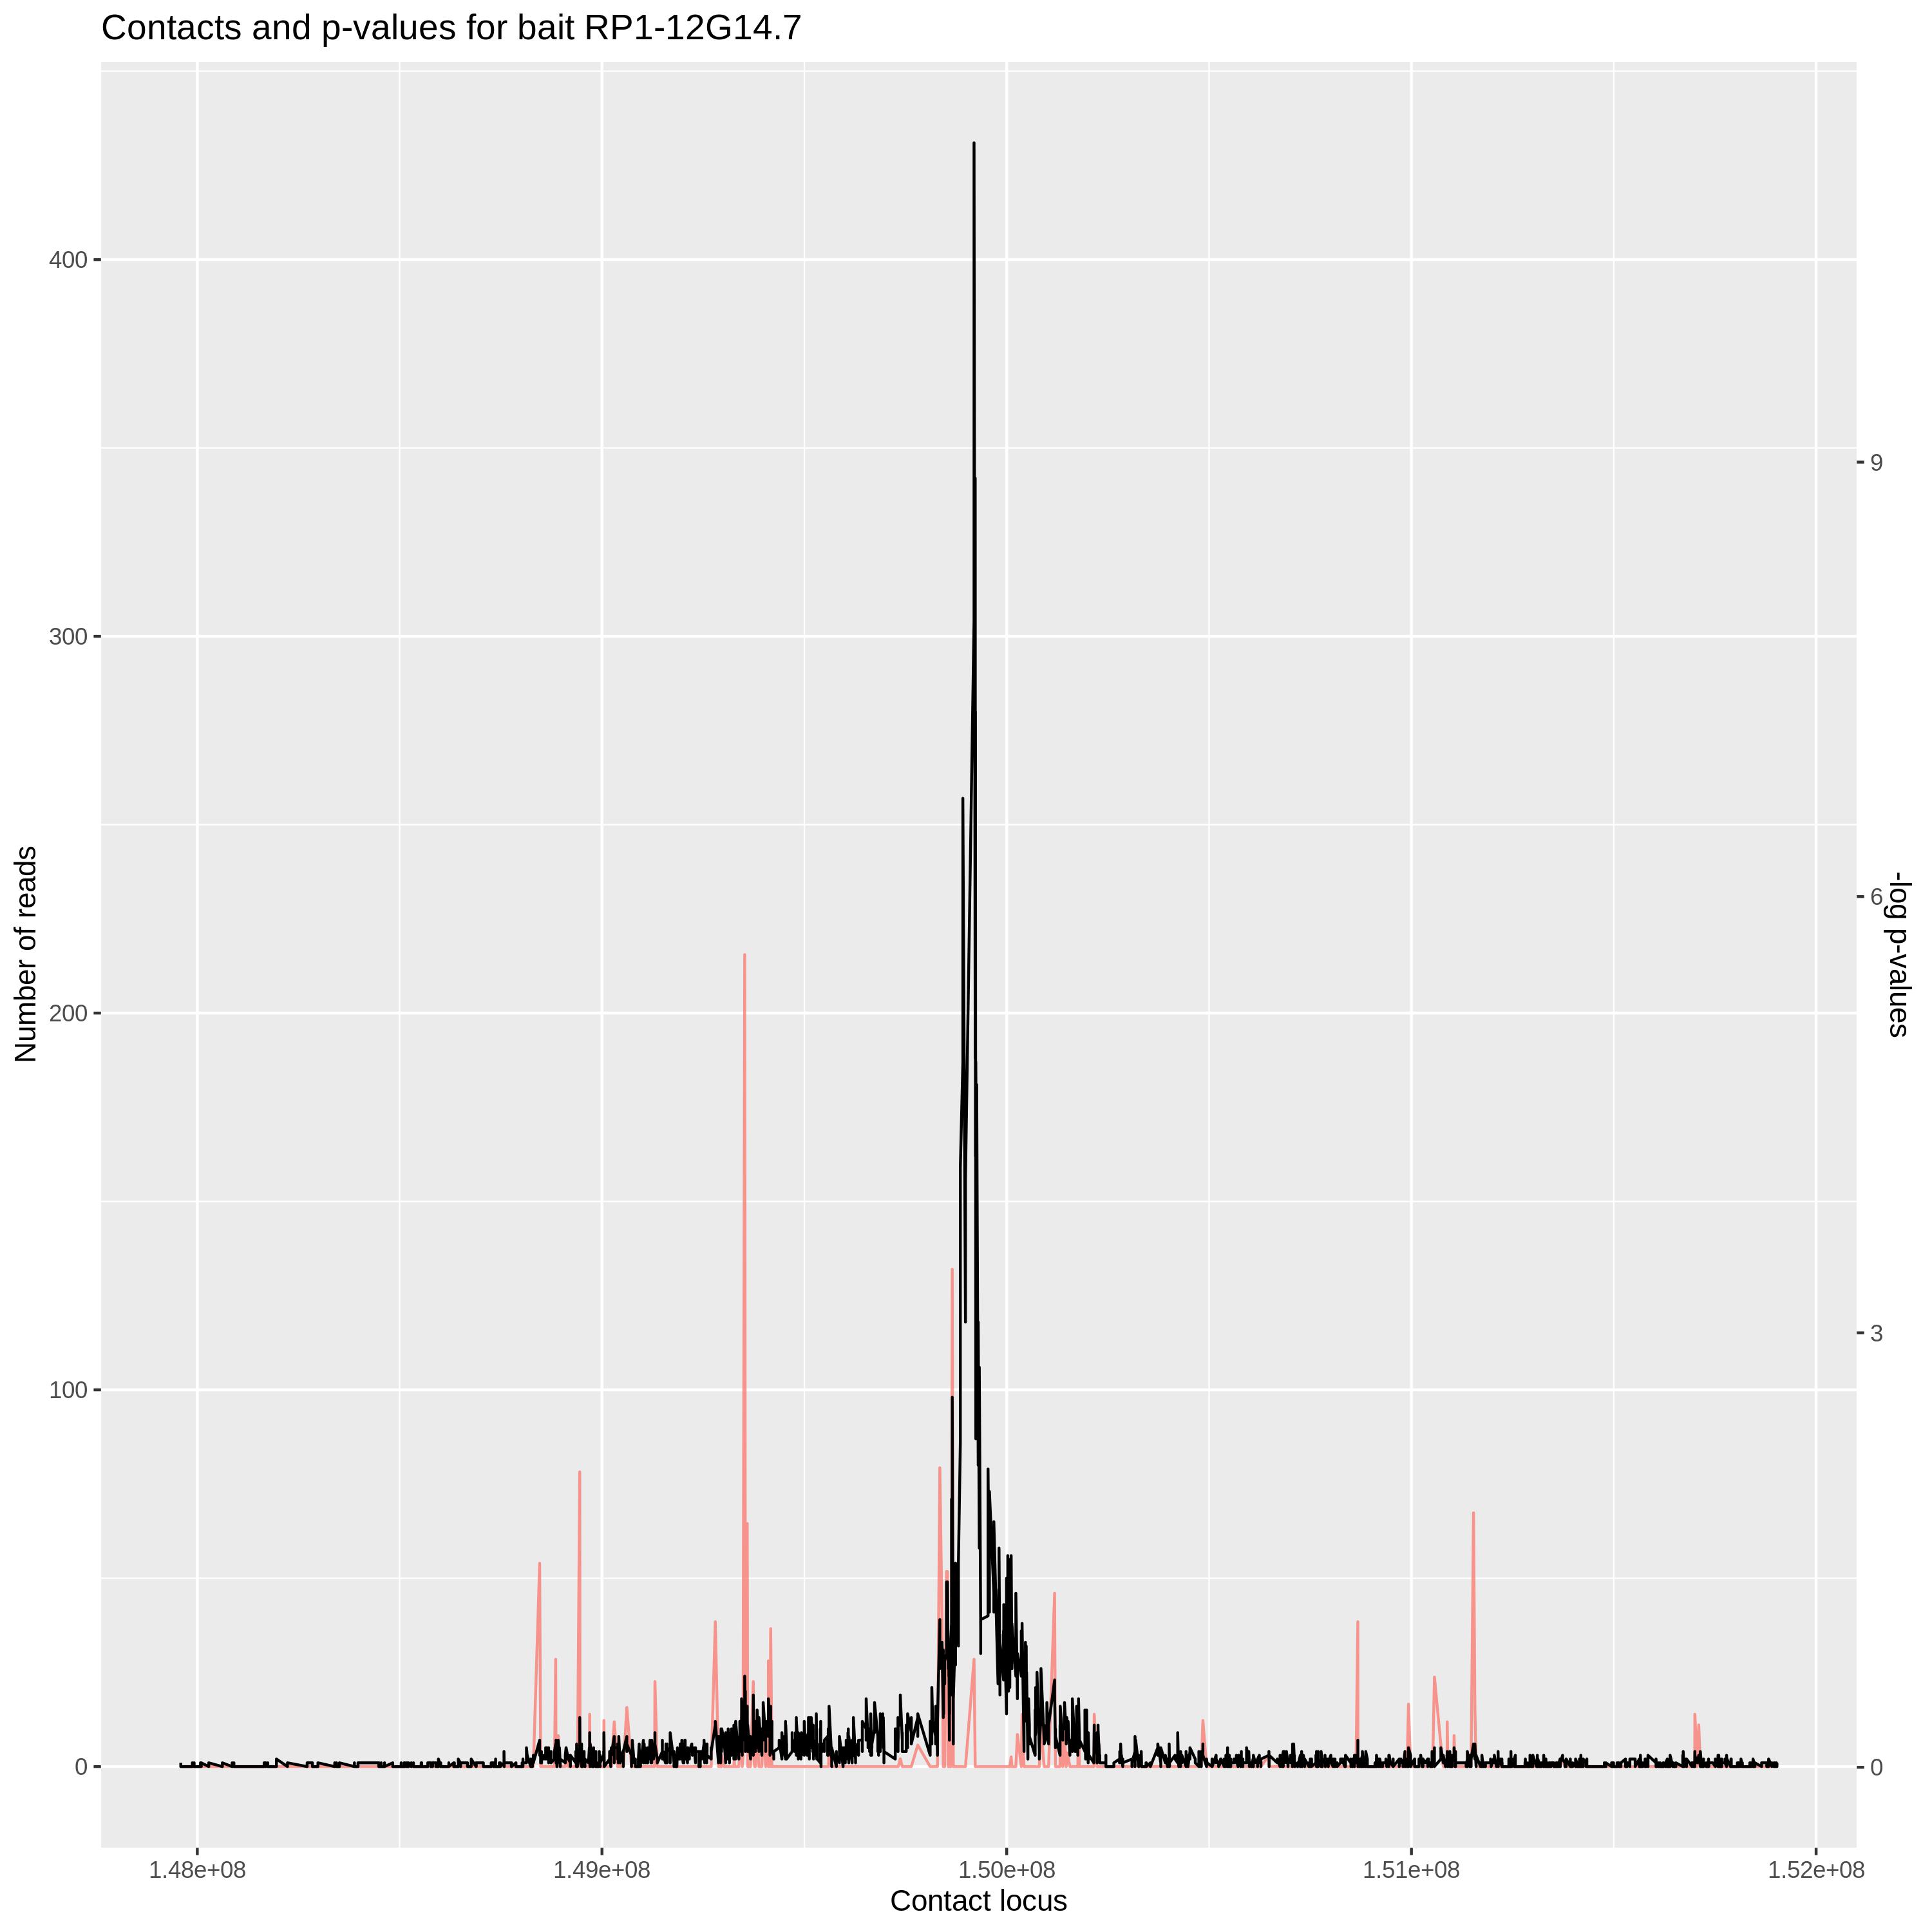 Contacts and p-values for bait RP1-12G14.7
400
300
200
100
0
Number of reads
9
6
3
0
-log p-values
1.48e+08
1.49e+08
1.50e+08
1.51e+08
1.52e+08
Contact locus